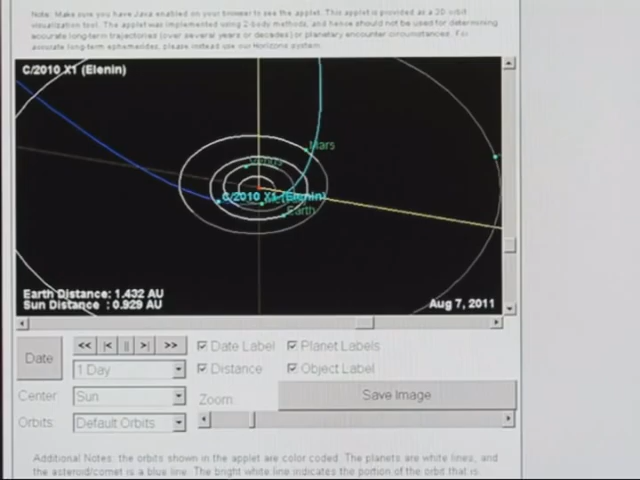 Note: Make sure you have Java enabled on your browser to see the applet. This applet is provided as a 3D orbit
visualization tool. The applet was implemented using 2-body methods, and hence should not be used for determining
accurate long-term trajectories (over several years or decades) or planetary encounter circumstances. For
accurate long-term ephemerides, please instead use our Horizons system.
C/2010 X1 (Elenin)
Mars
Venus
C/2010 X1 (Elenin)
Earth
Earth Distance: 1.432 AU
Sun Distance : 0.929 AU
Aug 7, 2011
Date
<< |< || >| >>
Date Label
Planet Labels
1 Day
Distance
Object Label
Center:
Sun
Zoom:
Save Image
Orbits:
Default Orbits
Additional Notes: the orbits shown in the applet are color coded. The planets are white lines, and
the asteroid/comet is a blue line. The bright white line indicates the portion of the orbit that is